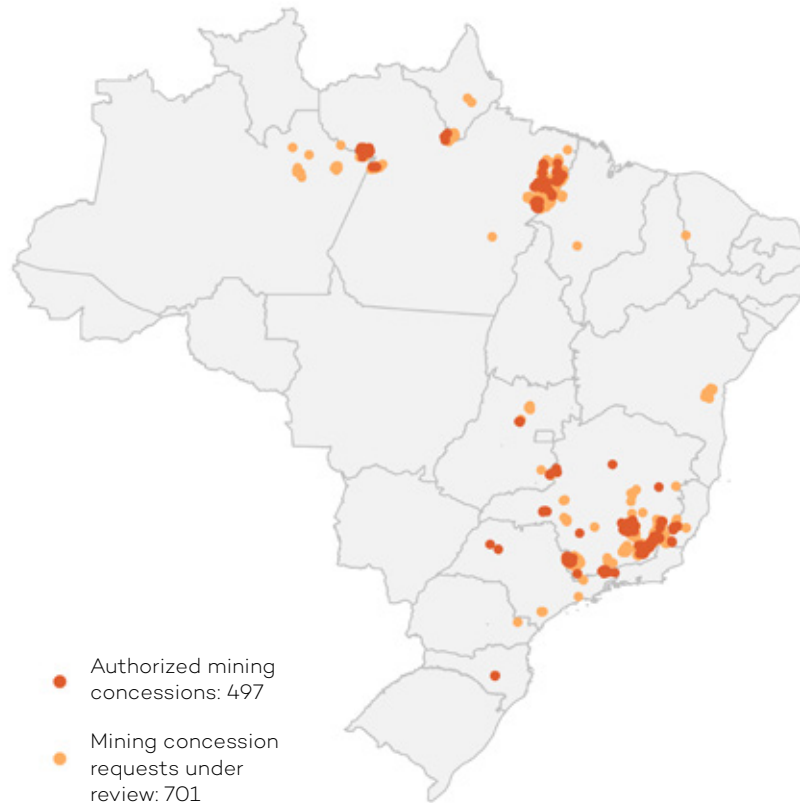 Authorized mining
concessions: 497
Mining concession
requests under
review: 701